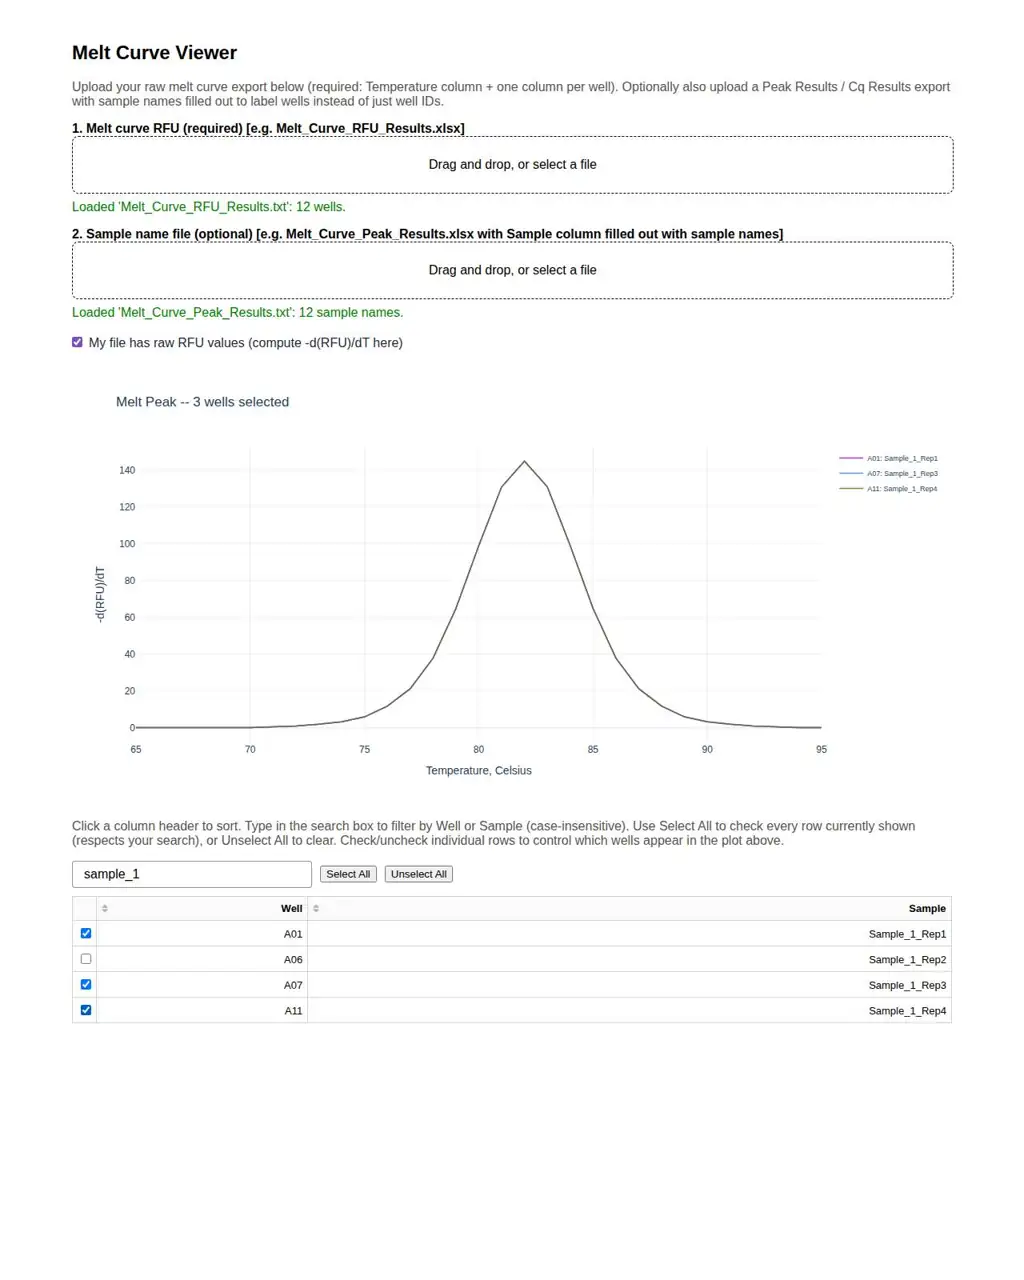 Melt Curve Viewer
Upload your raw melt curve export below (required: Temperature column + one column per well). Optionally also upload a Peak Results / Cq Results export
with sample names filled out to label wells instead of just well IDs.
1. Melt curve RFU (required) [e.g. Melt_Curve_RFU_Results.xlsx]
Drag and drop, or select a file
Loaded 'Melt_Curve_RFU_Results.txt': 12 wells.
2. Sample name file (optional) [e.g. Melt_Curve_Peak_Results.xlsx with Sample column filled out with sample names]
Drag and drop, or select a file
Loaded 'Melt_Curve_Peak_Results.txt': 12 sample names.
My file has raw RFU values (compute -d(RFU)/dT here)
Melt Peak -- 3 wells selected
A01: Sample_1_Rep1
A07: Sample_1_Rep3
A11: Sample_1_Rep4
-d(RFU)/dT
140
120
100
80
60
40
20
0
65 70 75 80 85 90 95
Temperature, Celsius
Click a column header to sort. Type in the search box to filter by Well or Sample (case-insensitive). Use Select All to check every row currently shown
(respects your search), or Unselect All to clear. Check/uncheck individual rows to control which wells appear in the plot above.
sample_1 Select All Unselect All
Well Sample
A01 Sample_1_Rep1
A06 Sample_1_Rep2
A07 Sample_1_Rep3
A11 Sample_1_Rep4